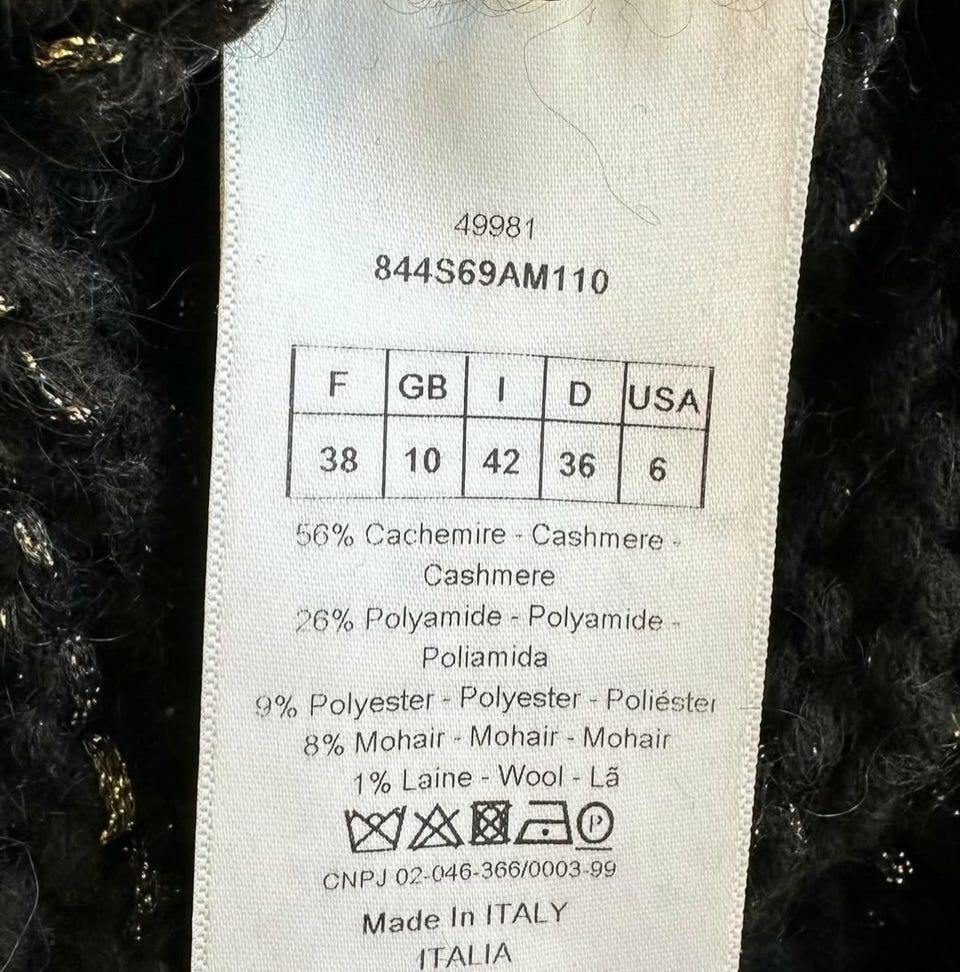 49981
844S69AM110
F GB I D USA
38 10 42 36 6
56% Cachemire - Cashmere -
Cashmere
26% Polyamide - Polyamide -
Poliamida
9% Polyester - Polyester - Poliéster
8% Mohair - Mohair - Mohair
1% Laine - Wool - Lã
P
CNPJ 02-046-366/0003-99
Made In ITALY
ITALIA